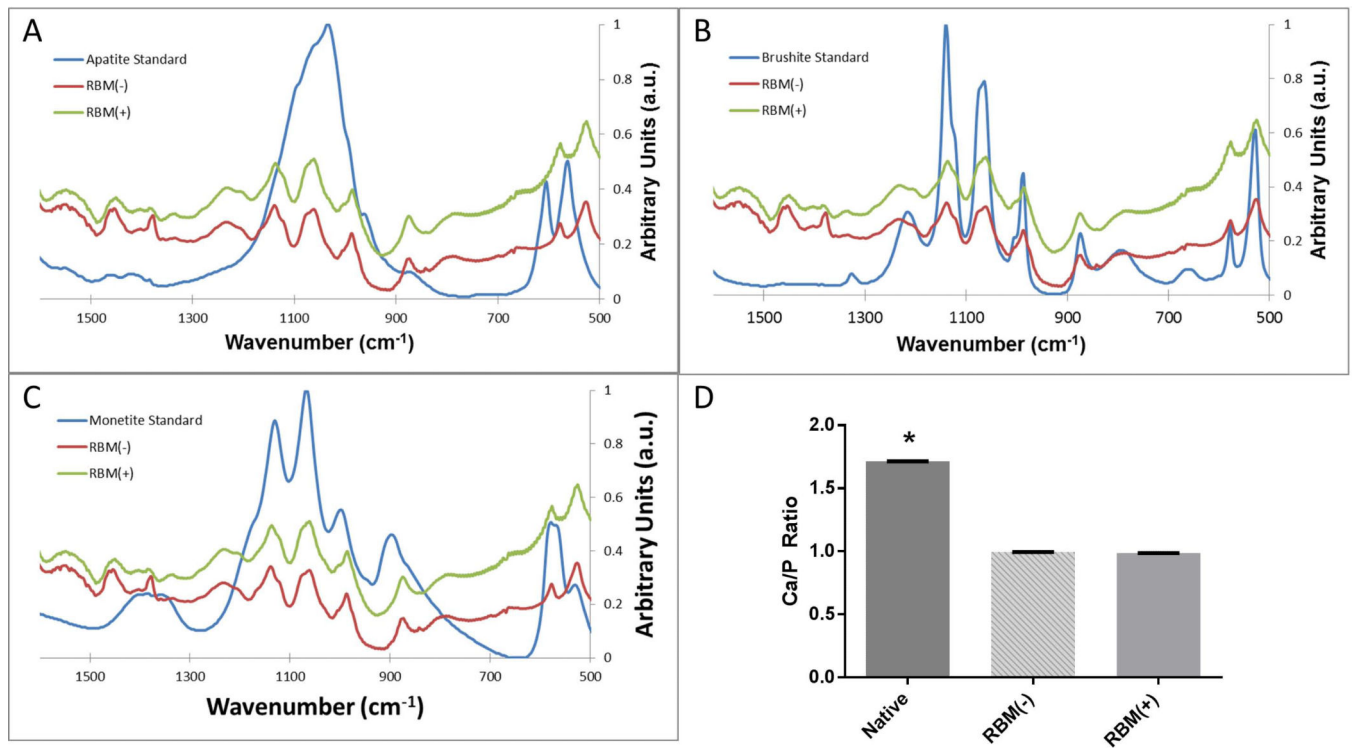 A
Apatite Standard
RBM(-)
RBM(+)
1
0.8
0.6
0.4
0.2
0
Arbitrary Units (a.u.)
1500 1300 1100 900 700 500
Wavenumber (cm-1)
B
Brushite Standard
RBM(-)
RBM(+)
1
0.8
0.6
0.4
0.2
0
Arbitrary Units (a.u.)
1500 1300 1100 900 700 500
Wavenumber (cm-1)
C
Monetite Standard
RBM(-)
RBM(+)
1
0.8
0.6
0.4
0.2
0
Arbitrary Units (a.u.)
1500 1300 1100 900 700 500
Wavenumber (cm-1)
D
2.0
1.5
1.0
0.5
0.0
Ca/P Ratio
*
Native RBM(-) RBM(+)